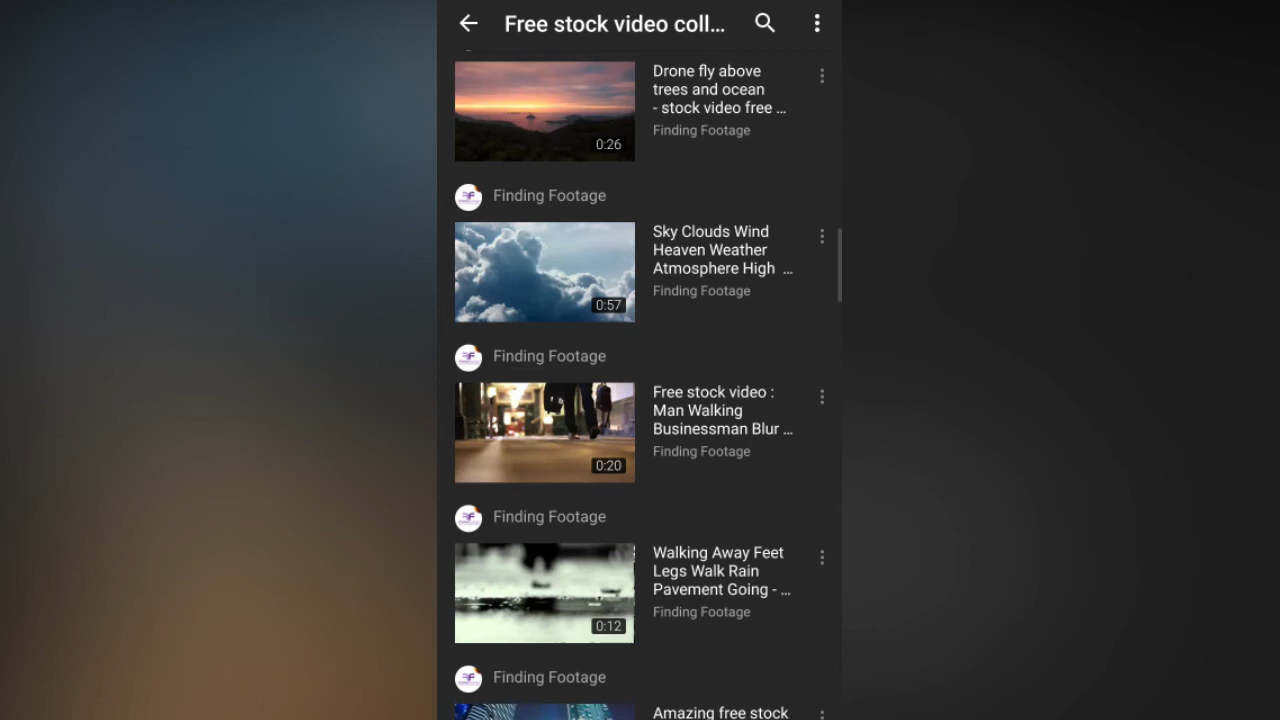 Free stock video coll...
Drone fly above
trees and ocean
- stock video free ...
Finding Footage
0:26
Finding Footage
Sky Clouds Wind
Heaven Weather
Atmosphere High ...
Finding Footage
0:57
Finding Footage
Free stock video :
Man Walking
Businessman Blur ...
Finding Footage
0:20
Finding Footage
Walking Away Feet
Legs Walk Rain
Pavement Going - ...
Finding Footage
0:12
Finding Footage
Amazing free stock